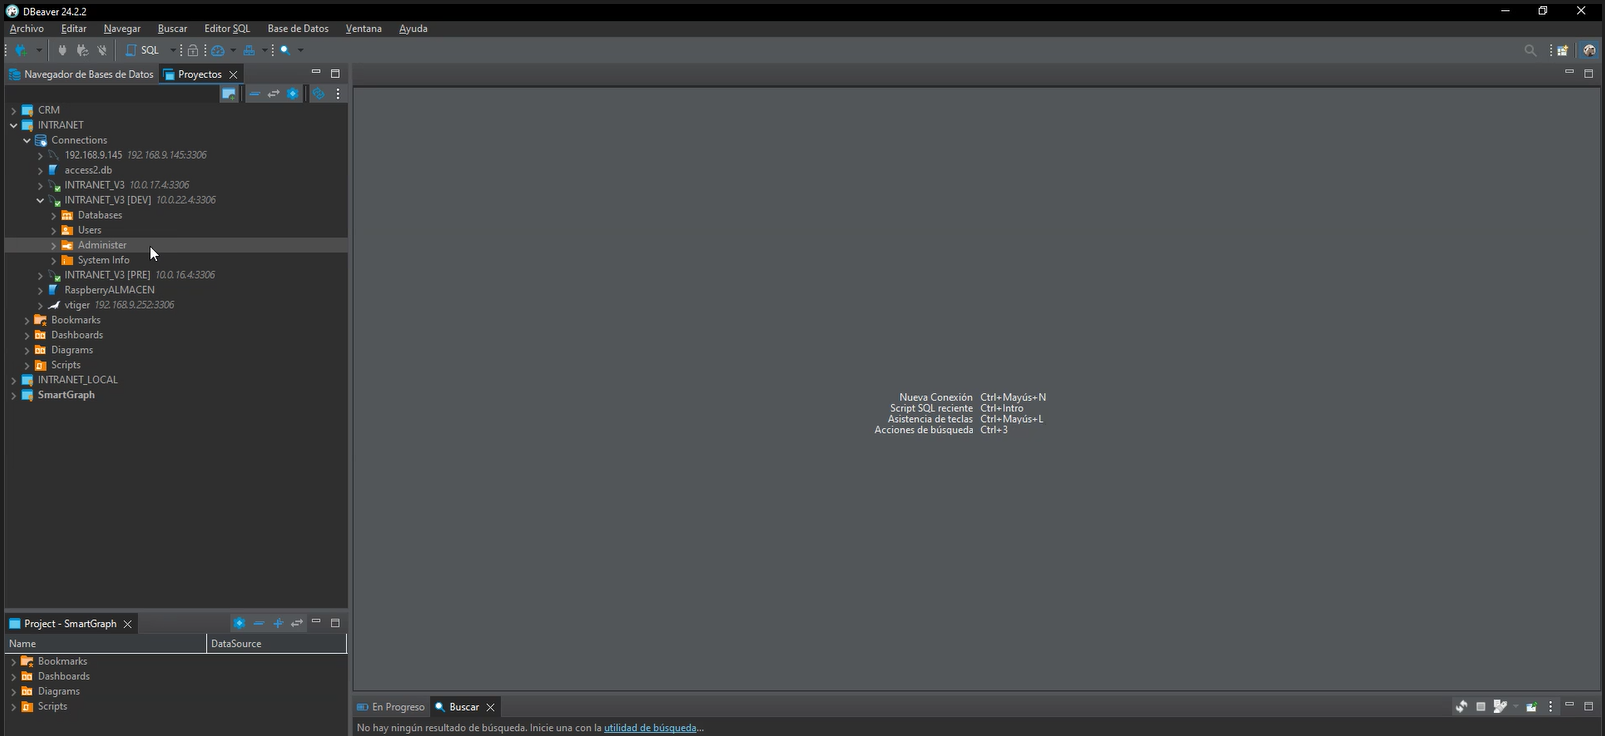 DBeaver 24.2.2
Archivo Editar Navegar Buscar Editor SQL Base de Datos Ventana Ayuda
SQL
Navegador de Bases de Datos Proyectos
CRM
INTRANET
Connections
192.168.9.145 192.168.9.145:3306
access2.db
INTRANET_V3 10.0.17.4:3306
INTRANET_V3 [DEV] 10.0.22.4:3306
Databases
Users
Administer
System Info
INTRANET_V3 [PRE] 10.0.16.4:3306
RaspberryALMACEN
vtiger 192.168.9.252:3306
Bookmarks
Dashboards
Diagrams
Scripts
INTRANET_LOCAL
SmartGraph
Nueva Conexión Ctrl+Mayús+N
Script SQL reciente Ctrl+Intro
Asistencia de teclas Ctrl+Mayús+L
Acciones de búsqueda Ctrl+3
Project - SmartGraph
Name DataSource
Bookmarks
Dashboards
Diagrams
Scripts
En Progreso Buscar
No hay ningún resultado de búsqueda. Inicie una con la utilidad de búsqueda...